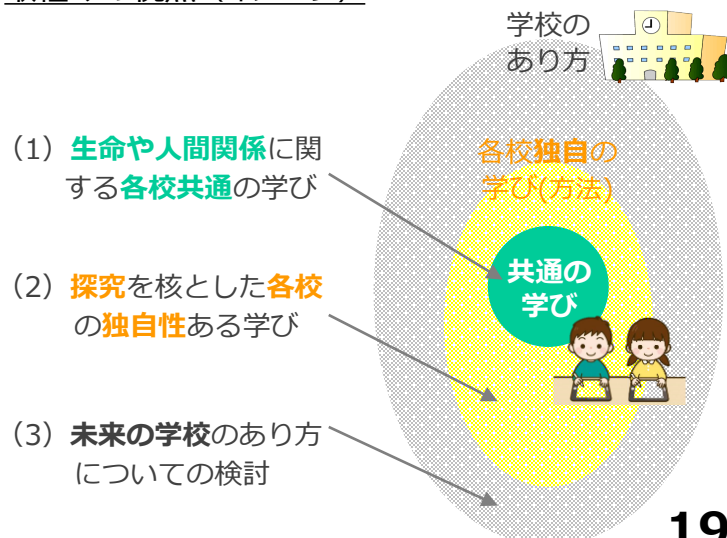 学校の
あり方
(1) 生命や人間関係に関
する各校共通の学び
各校独自の
学び(方法)
共通の
学び
(2) 探究を核とした各校
の独自性ある学び
(3) 未来の学校のあり方
についての検討
19